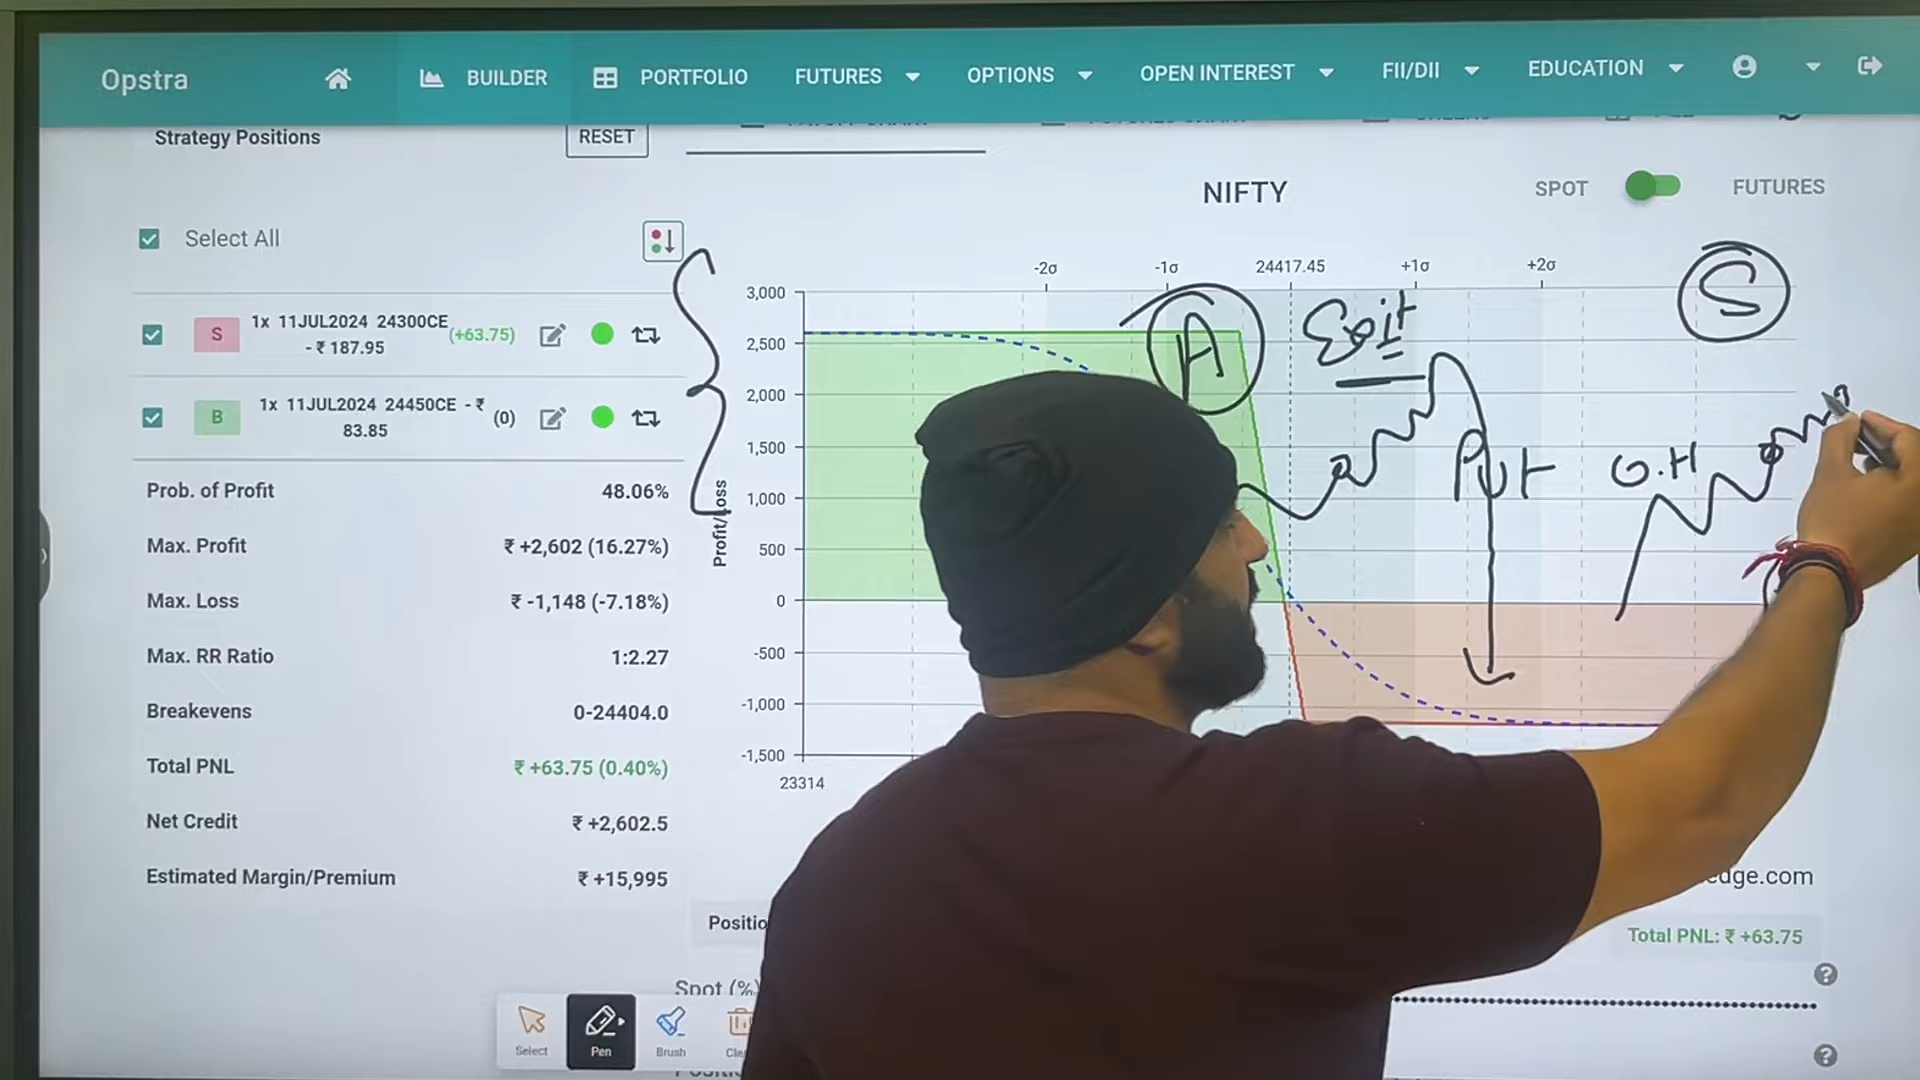 Opstra BUILDER PORTFOLIO FUTURES OPTIONS OPEN INTEREST FII/DII EDUCATION
Strategy Positions RESET
NIFTY SPOT FUTURES
Select All
-2σ -1σ 24417.45 +1σ +2σ
S
A Exit
Put
G.H
S 1x 11JUL2024 24300CE (+63.75)
- ₹ 187.95
B 1x 11JUL2024 24450CE - ₹ (0)
83.85
Prob. of Profit 48.06%
Max. Profit ₹ +2,602 (16.27%)
Max. Loss ₹ -1,148 (-7.18%)
Max. RR Ratio 1:2.27
Breakevens 0-24404.0
Total PNL ₹ +63.75 (0.40%)
Net Credit ₹ +2,602.5
Estimated Margin/Premium ₹ +15,995
Profit/Loss
3,000
2,500
2,000
1,500
1,000
500
0
-500
-1,000
-1,500
23314
edge.com
Positio
Total PNL: ₹ +63.75
Spot (%)
Select Pen Brush Cle